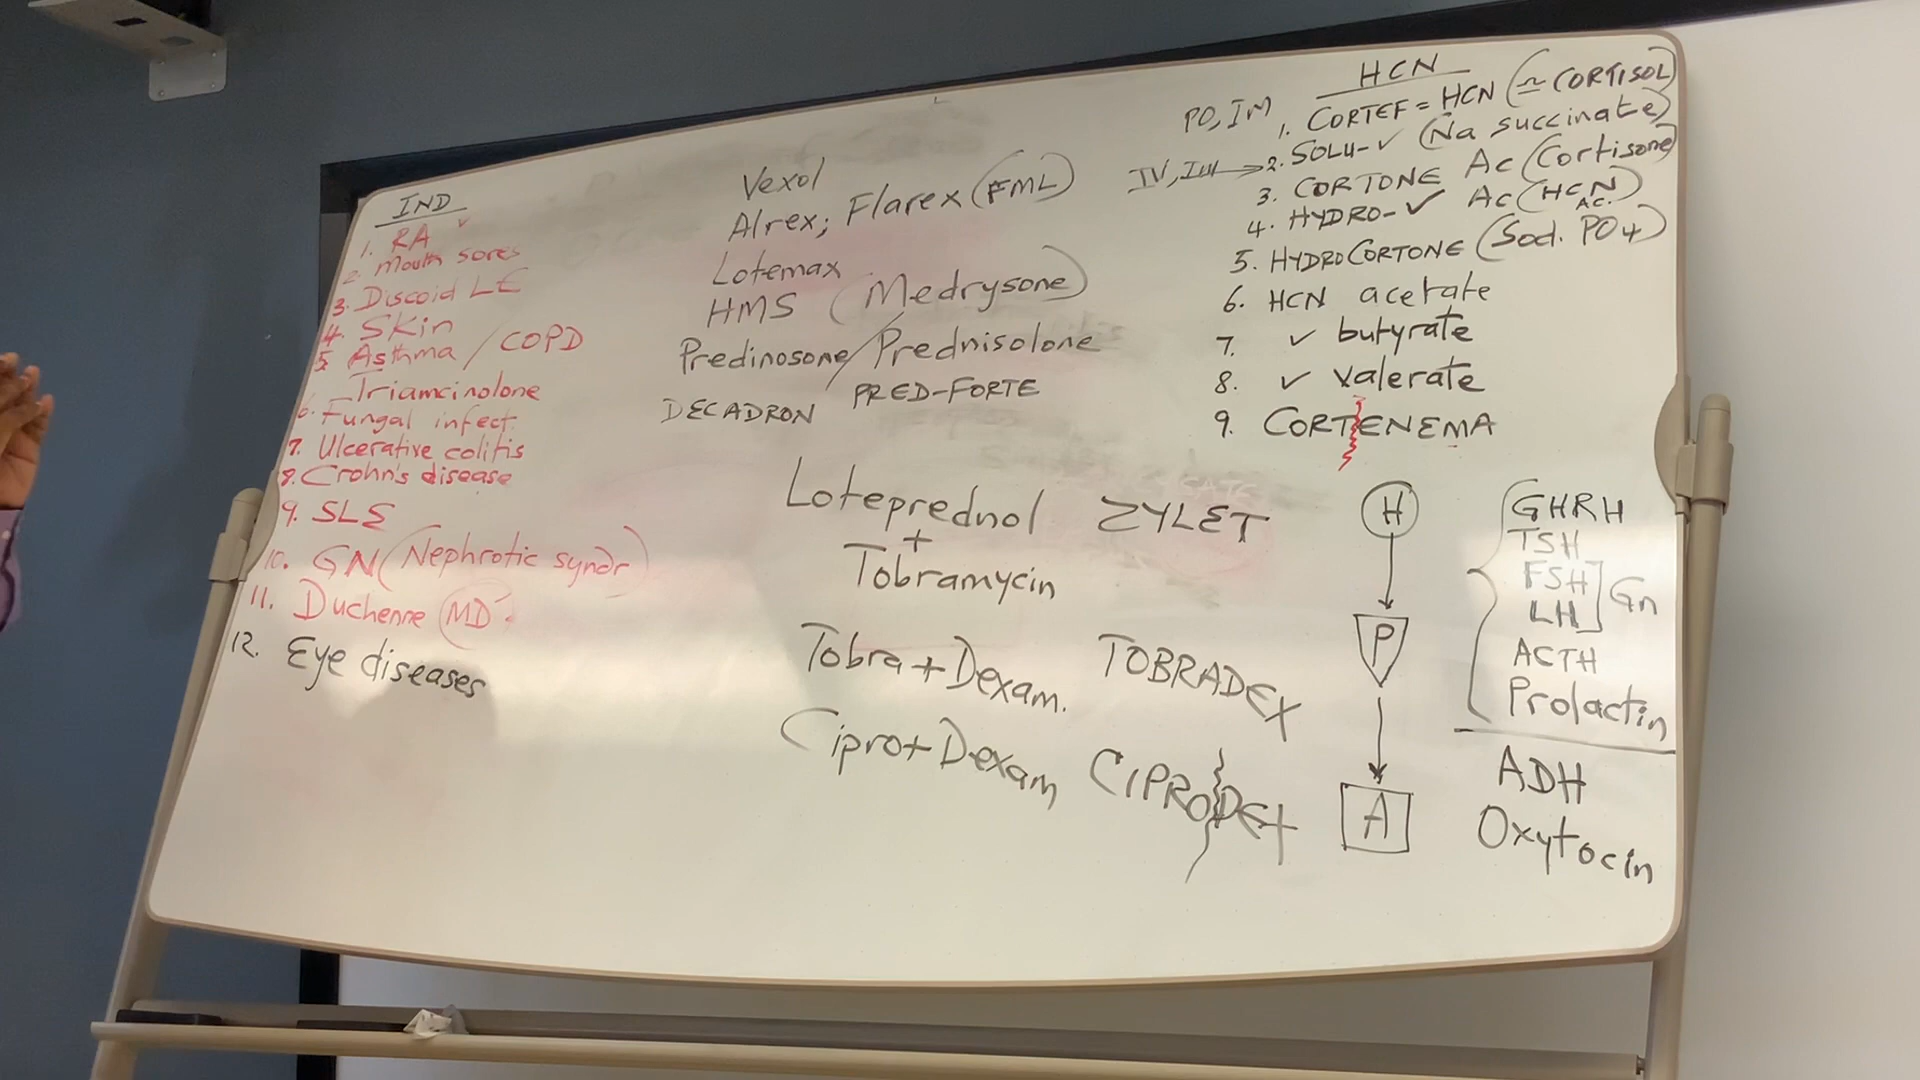 IND
1. RA ✓
2. Mouth sores
3. Discoid LE
4. Skin
5. Asthma / COPD
Triamcinolone
6. Fungal infect.
7. Ulcerative colitis
8. Crohn's disease
9. SLE
10. GN (Nephrotic syndr)
11. Duchenne (MD)
12. Eye diseases
Vexol
Alrex; Flarex (FML)
Lotemax
HMS (Medrysone)
Predinosone/Prednisolone
DECADRON PRED-FORTE
Loteprednol ZYLET
+
Tobramycin
Tobra + Dexam. TOBRADEX
Cipro + Dexam CIPRODEX
HCN
PO, IM 1. CORTEF = HCN (≃ CORTISOL)
IV, IM → 2. SOLU- ✓ (Na succinate)
3. CORTONE Ac (Cortisone)
4. HYDRO- ✓ Ac (HCN AC.)
5. HYDROCORTONE (Sod. PO4)
6. HCN acetate
7. ✓ butyrate
8. ✓ valerate
9. CORTENEMA
H
P
A
GHRH
TSH
FSH
LH
Gn
ACTH
Prolactin
ADH
Oxytocin